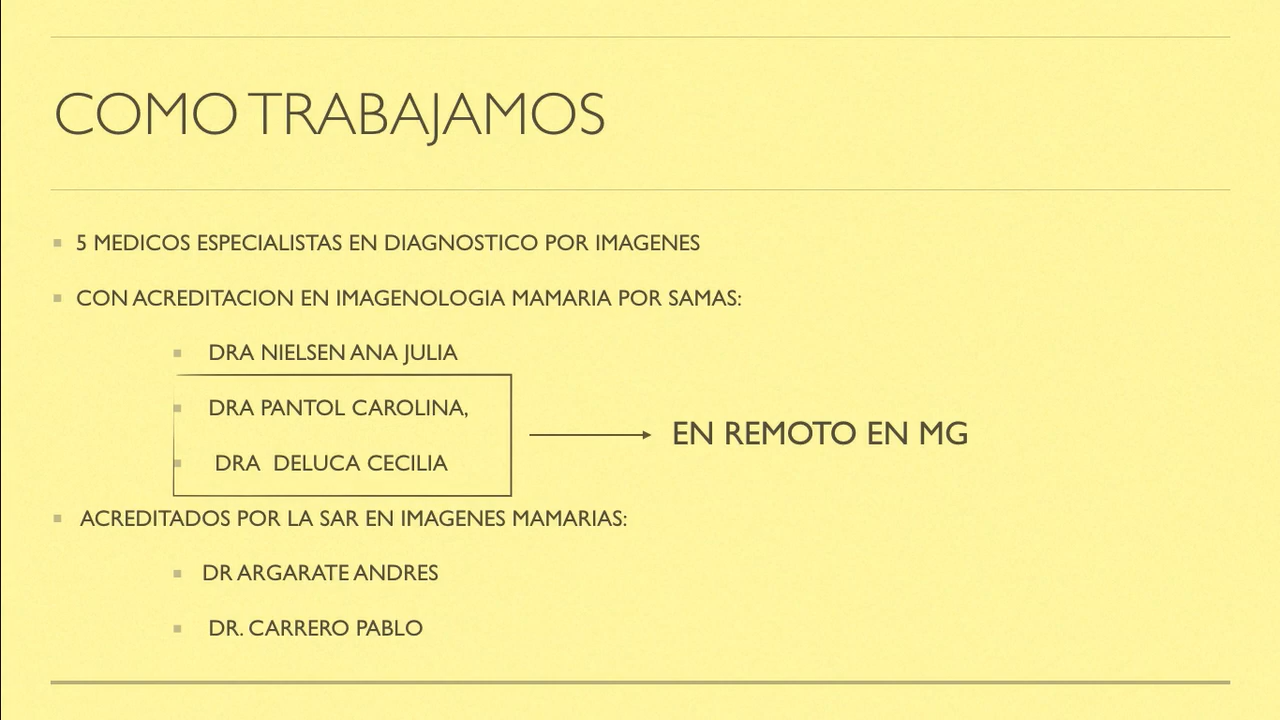 COMO TRABAJAMOS
5 MEDICOS ESPECIALISTAS EN DIAGNOSTICO POR IMAGENES
CON ACREDITACION EN IMAGENOLOGIA MAMARIA POR SAMAS:
DRA NIELSEN ANA JULIA
DRA PANTOL CAROLINA,
DRA DELUCA CECILIA
EN REMOTO EN MG
ACREDITADOS POR LA SAR EN IMAGENES MAMARIAS:
DR ARGARATE ANDRES
DR. CARRERO PABLO